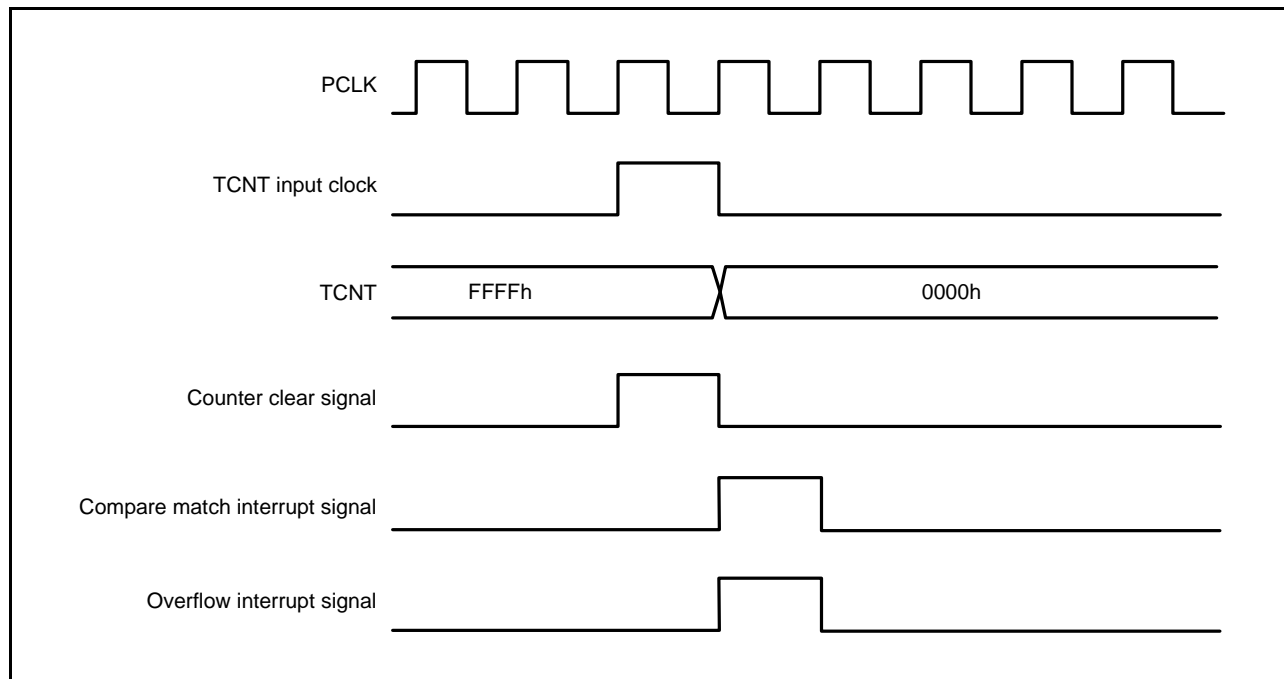 PCLK
TCNT input clock
TCNT
FFFFh
0000h
Counter clear signal
Compare match interrupt signal
Overflow interrupt signal